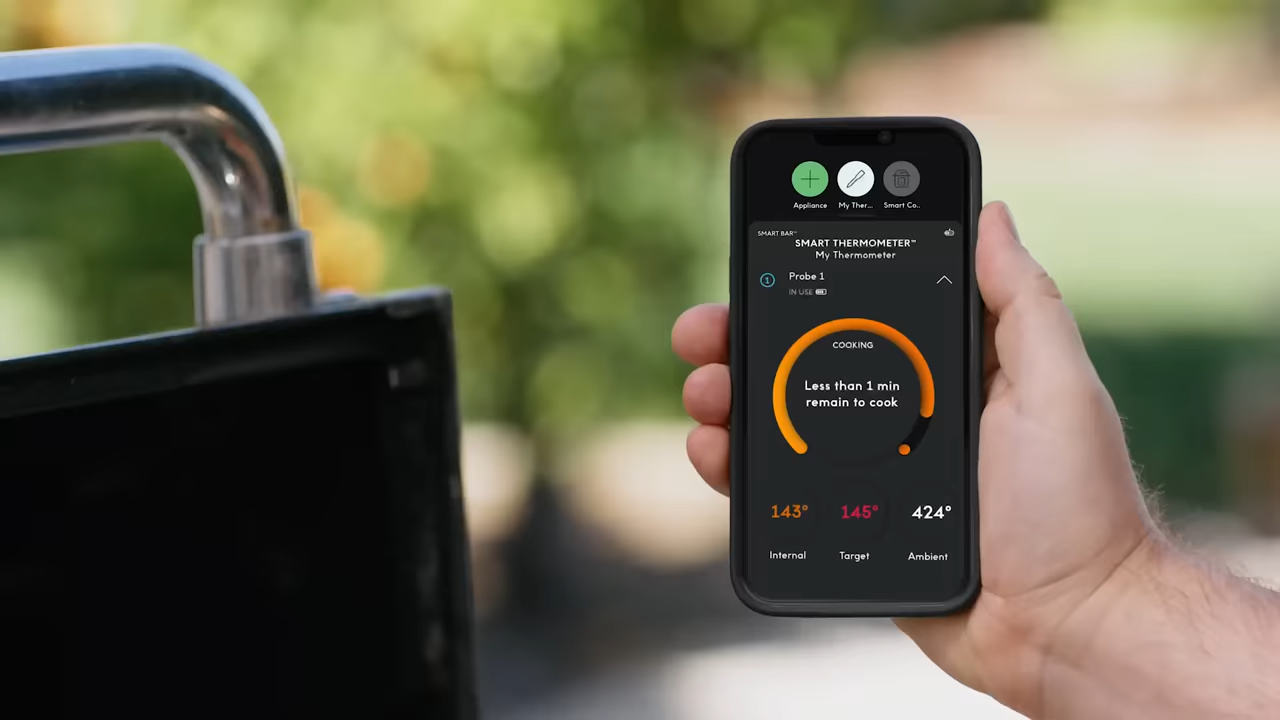 Appliance My Ther... Smart Co..
SMART BAR™
SMART THERMOMETER™
My Thermometer
1 Probe 1
IN USE
COOKING
Less than 1 min
remain to cook
143° 145° 424°
Internal Target Ambient